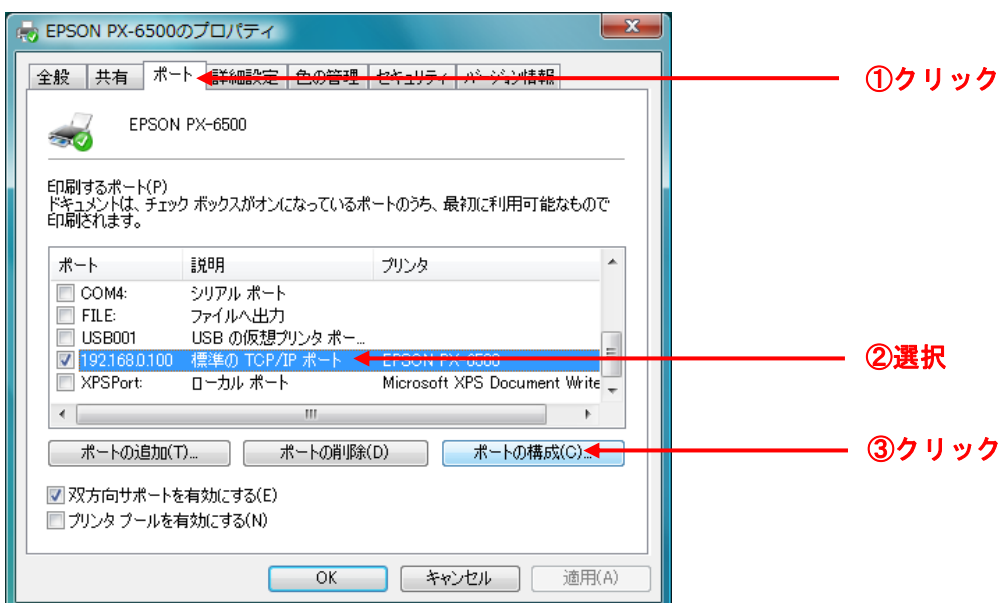 EPSON PX-6500のプロパティ
全般 共有 ポート 詳細設定 色の管理 セキュリティ バージョン情報
①クリック
EPSON PX-6500
印刷するポート(P)
ドキュメントは、チェック ボックスがオンになっているポートのうち、最初に利用可能なもので
印刷されます。
ポート 説明 プリンタ
COM4: シリアル ポート
FILE: ファイルへ出力
USB001 USB の仮想プリンタ ポー...
192.168.0.100 標準の TCP/IP ポート EPSON PX-6500
②選択
XPSPort: ローカル ポート Microsoft XPS Document Write
ポートの追加(T)... ポートの削除(D) ポートの構成(C)...
③クリック
双方向サポートを有効にする(E)
プリンタ プールを有効にする(N)
OK キャンセル 適用(A)